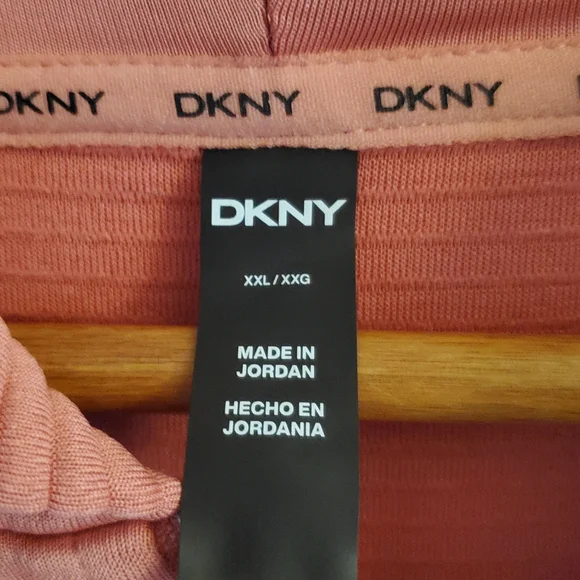 DKNY DKNY DKNY
DKNY
XXL / XXG
MADE IN
JORDAN
HECHO EN
JORDANIA